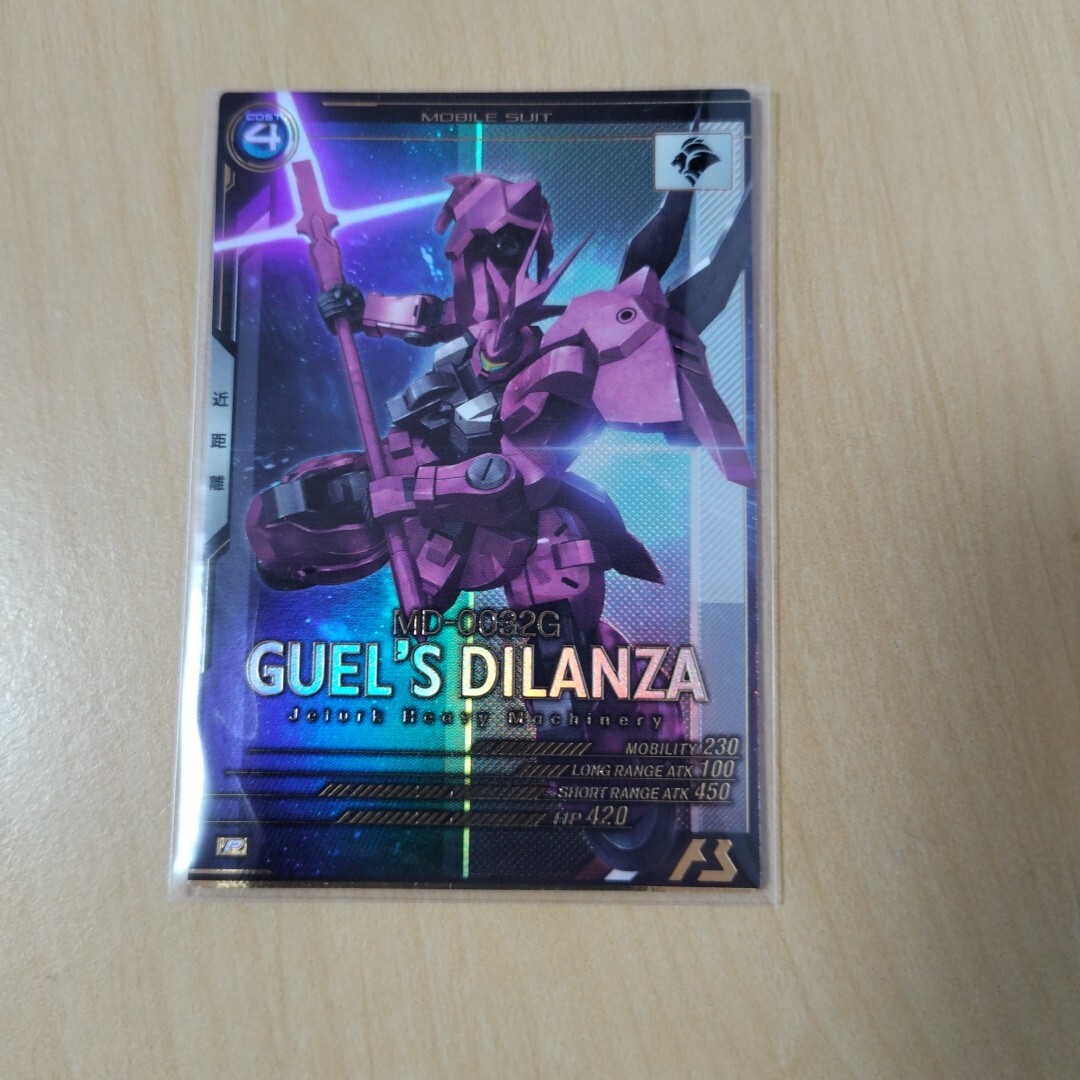 COST
4
MOBILE SUIT
近距離
MD-0032G
GUEL'S DILANZA
Jeturk Heavy Machinery
MOBILITY 230
LONG RANGE ATK 100
SHORT RANGE ATK 450
HP 420
AS